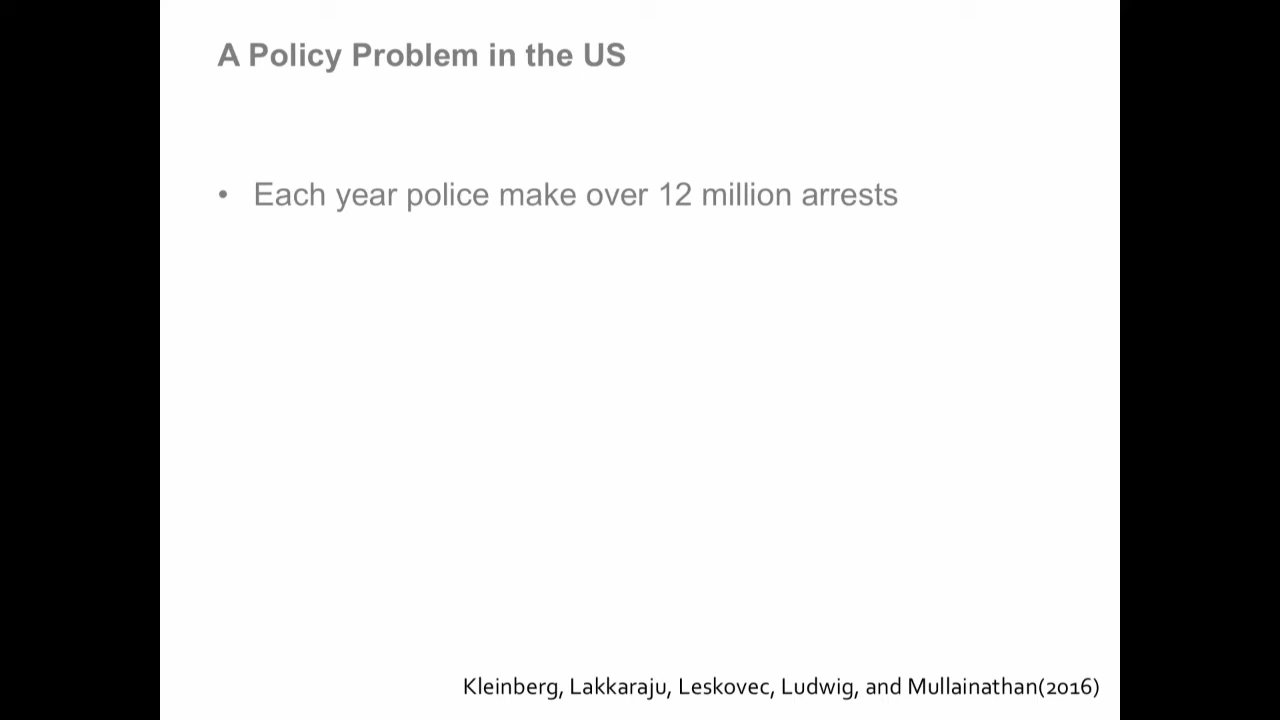 A Policy Problem in the US
• Each year police make over 12 million arrests
Kleinberg, Lakkaraju, Leskovec, Ludwig, and Mullainathan(2016)